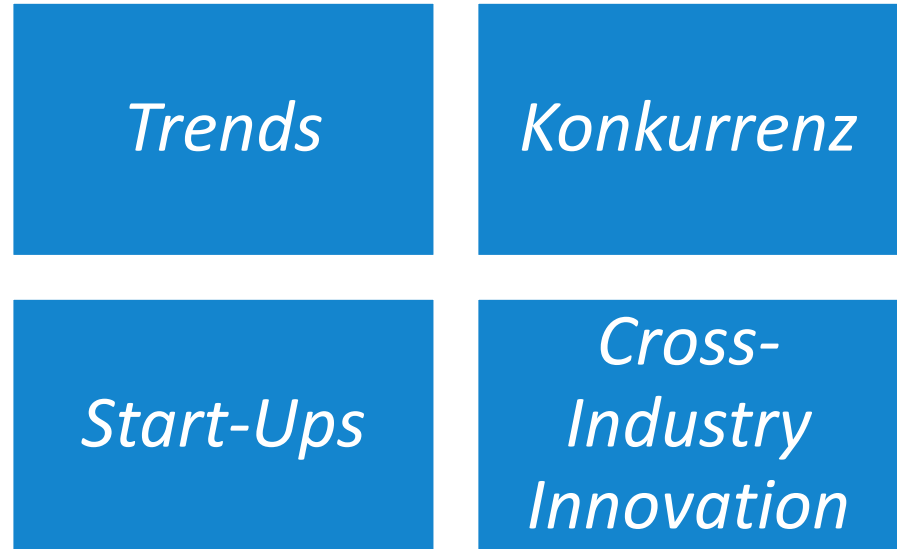 Trends
Konkurrenz
Start-Ups
Cross-
Industry
Innovation